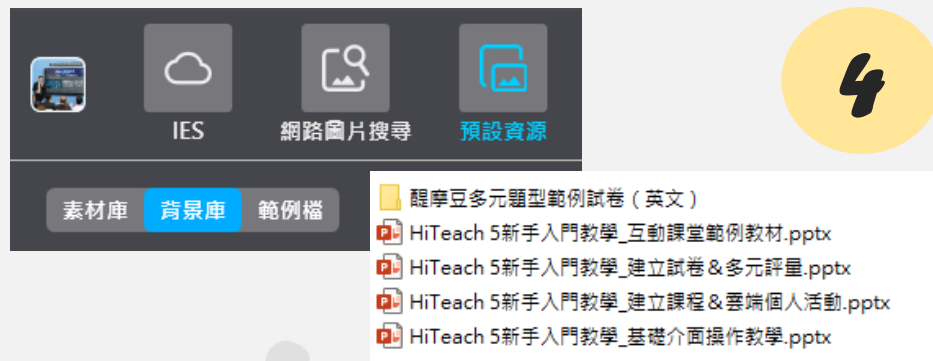 4
IES
網路圖片搜尋
預設資源
素材庫
背景庫
範例檔
醍摩豆多元題型範例試卷（英文）
HiTeach 5新手入門教學_互動課堂範例教材.pptx
HiTeach 5新手入門教學_建立試卷&多元評量.pptx
HiTeach 5新手入門教學_建立課程&雲端個人活動.pptx
HiTeach 5新手入門教學_基礎介面操作教學.pptx